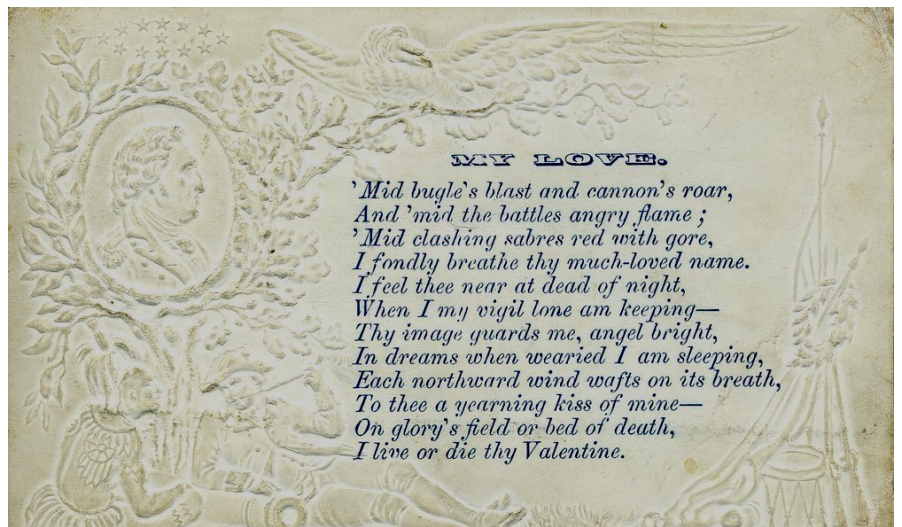 MY LOVE.
'Mid bugle's blast and cannon's roar,
And 'mid the battles angry flame ;
'Mid clashing sabres red with gore,
I fondly breathe thy much-loved name.
I feel thee near at dead of night,
When I my vigil lone am keeping—
Thy image guards me, angel bright,
In dreams when wearied I am sleeping,
Each northward wind wafts on its breath,
To thee a yearning kiss of mine—
On glory's field or bed of death,
I live or die thy Valentine.